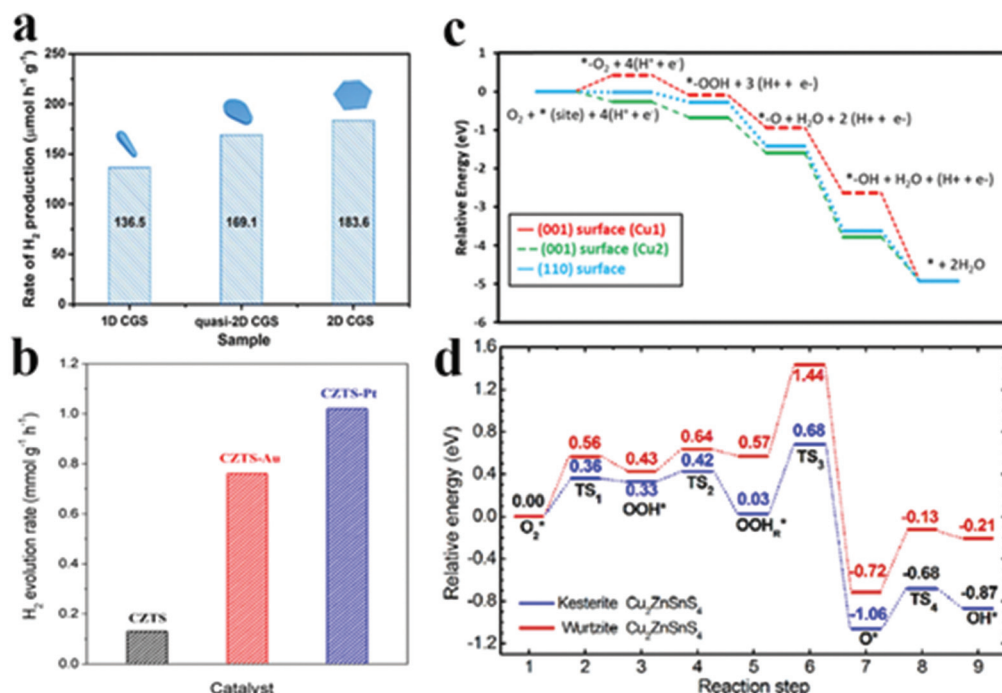 a
Rate of H₂ production (μmol h⁻¹ g⁻¹)
250
200
150
100
50
0
136.5
169.1
183.6
1D CGS
quasi-2D CGS
2D CGS
Sample
b
H₂ evolution rate (mmol g⁻¹ h⁻¹)
1.2
1.0
0.8
0.6
0.4
0.2
0.0
CZTS
CZTS-Au
CZTS-Pt
Catalyst
c
Relative Energy (eV)
1
0
-1
-2
-3
-4
-5
-6
*-O₂ + 4(H⁺ + e⁻)
O₂ + * (site) + 4(H⁺ + e⁻)
*-OOH + 3 (H+ + e-)
*-O + H₂O + 2 (H+ + e-)
*-OH + H₂O + (H+ + e-)
* + 2H₂O
(001) surface (Cu1)
(001) surface (Cu2)
(110) surface
d
Relative energy (eV)
1.6
1.2
0.8
0.4
0.0
-0.4
-0.8
-1.2
0.00
O₂*
0.56
0.36
TS₁
0.43
0.33
OOH*
0.64
0.42
TS₂
0.57
0.03
OOH_R*
1.44
0.68
TS₃
-0.72
-1.06
O*
-0.13
-0.68
TS₄
-0.21
-0.87
OH*
Kesterite Cu₂ZnSnS₄
Wurtzite Cu₂ZnSnS₄
1 2 3 4 5 6 7 8 9
Reaction step